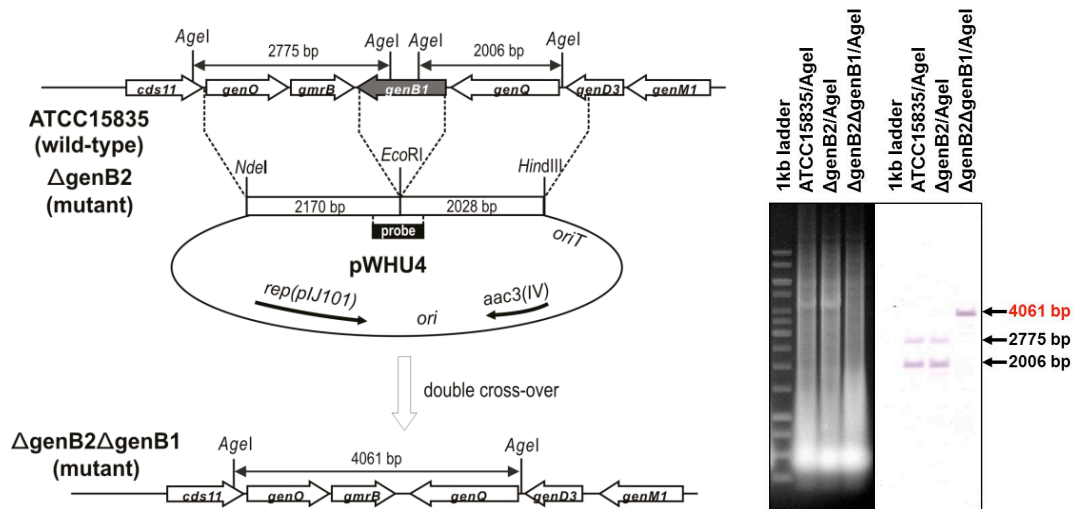 AgeI
2775 bp
AgeI
AgeI
2006 bp
AgeI
cds11
genO
gmrB
genB1
genQ
genD3
genM1
ATCC15835
(wild-type)
△genB2
(mutant)
NdeI
EcoRI
HindIII
2170 bp
2028 bp
probe
oriT
pWHU4
rep(pIJ101)
ori
aac3(IV)
double cross-over
△genB2△genB1
(mutant)
AgeI
4061 bp
AgeI
cds11
genO
gmrB
genQ
genD3
genM1
1kb ladder
ATCC15835/AgeI
ΔgenB2/AgeI
ΔgenB2ΔgenB1/AgeI
1kb ladder
ATCC15835/AgeI
ΔgenB2/AgeI
ΔgenB2ΔgenB1/AgeI
4061 bp
2775 bp
2006 bp